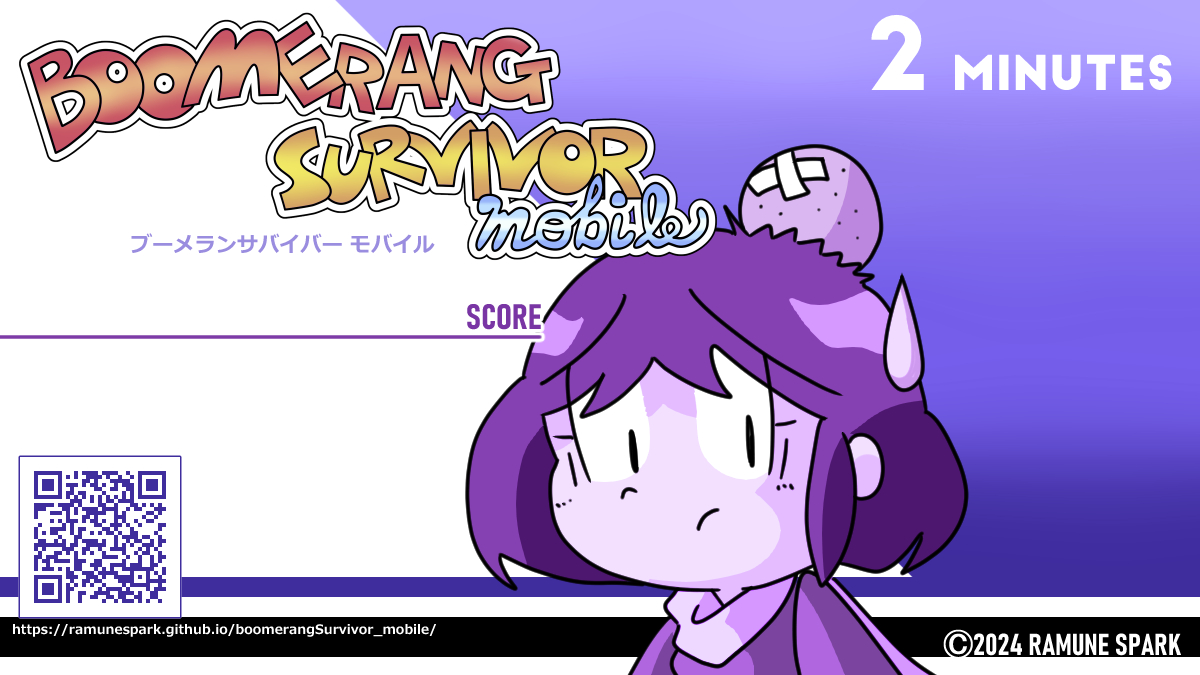 BOOMERANG
SURVIVOR
mobile
ブーメランサバイバー モバイル
2 MINUTES
SCORE
https://ramunespark.github.io/boomerangSurvivor_mobile/
©2024 RAMUNE SPARK